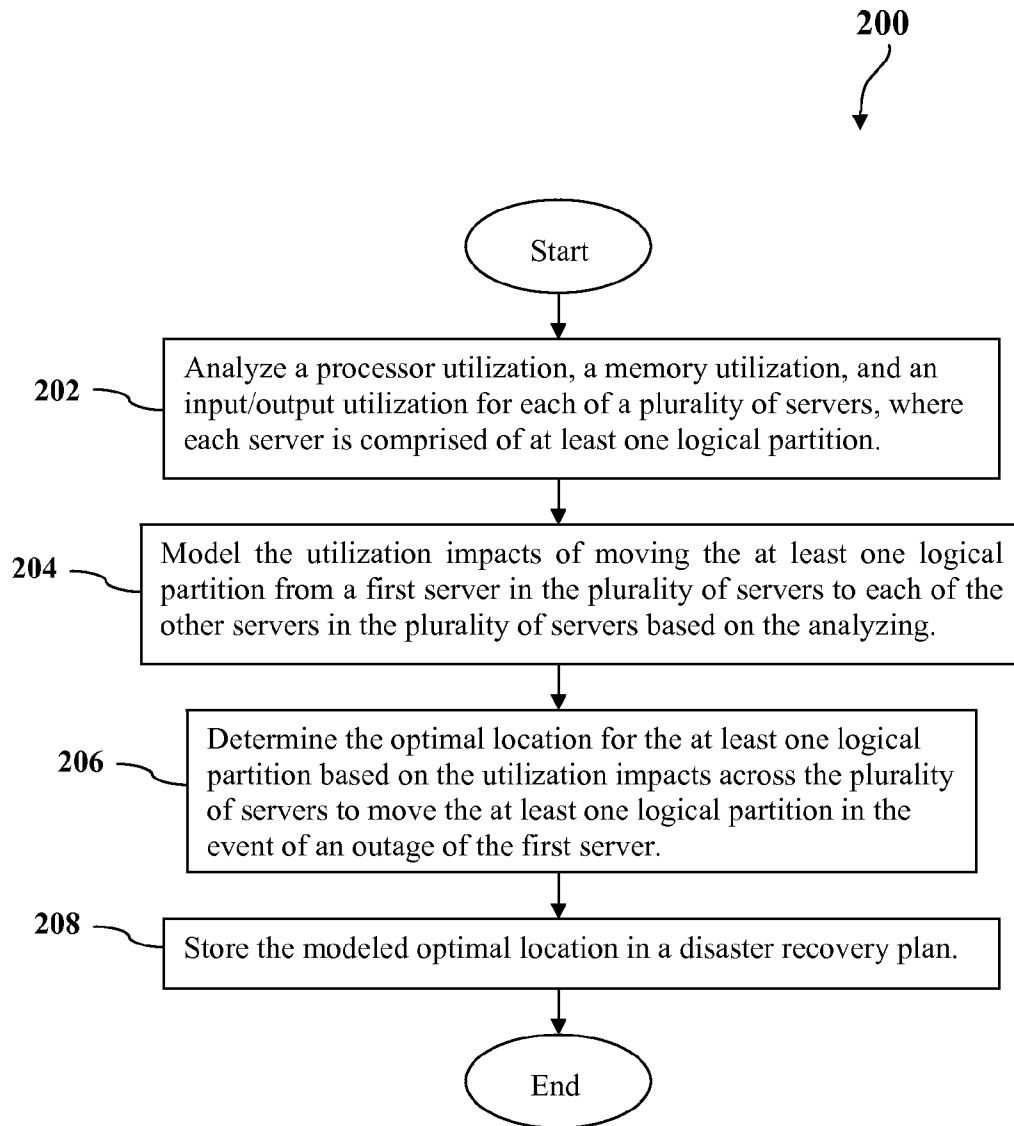 200
Start
202
Analyze a processor utilization, a memory utilization, and an
input/output utilization for each of a plurality of servers, where
each server is comprised of at least one logical partition.
204
Model the utilization impacts of moving the at least one logical
partition from a first server in the plurality of servers to each of the
other servers in the plurality of servers based on the analyzing.
206
Determine the optimal location for the at least one logical
partition based on the utilization impacts across the plurality
of servers to move the at least one logical partition in the
event of an outage of the first server.
208
Store the modeled optimal location in a disaster recovery plan.
End